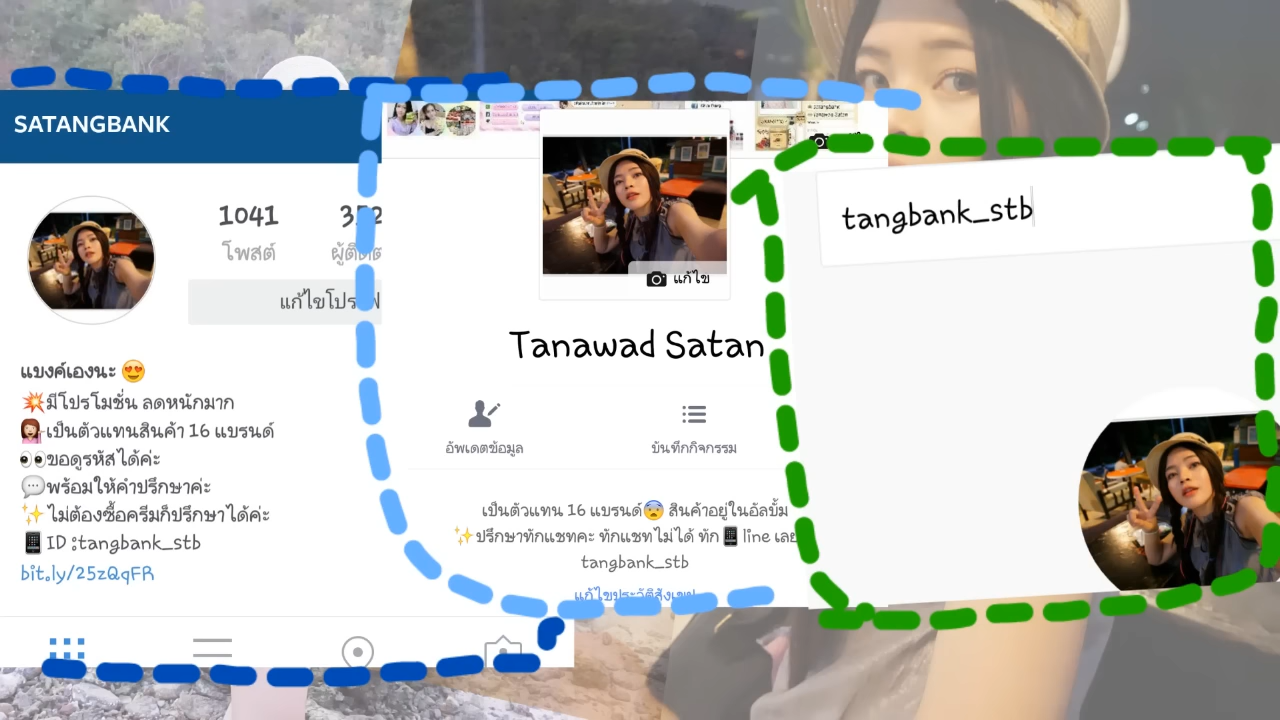 SATANGBANK
1041
โพสต์
แบงค์เองนะ 😍
💥มีโปรโมชั่น ลดหนักมาก
💁เป็นตัวแทนสินค้า 16 แบรนด์
👀ขอดูรหัสได้ค่ะ
💬พร้อมให้คำปรึกษาค่ะ
✨ไม่ต้องซื้อครีมก็ปรึกษาได้ค่ะ
📱 ID :tangbank_stb
bit.ly/25zQqFR
แก้ไข
Tanawad Satan
อัพเดตข้อมูล
บันทึกกิจกรรม
เป็นตัวแทน 16 แบรนด์😨 สินค้าอยู่ในอัลบั้ม
✨ปรึกษาทักแชทคะ ทักแชทไม่ได้ ทัก📱line เลย
tangbank_stb
แก้ไขประวัติสังเขป
tangbank_stb